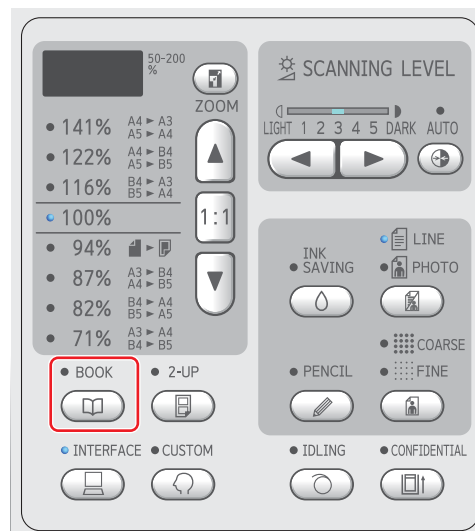 50-200
%
ZOOM
141% A4 ► A3
A5 ► A4
122% A4 ► B4
A5 ► B5
116% B4 ► A3
B5 ► A4
100%
1:1
94%
87% A3 ► B4
A4 ► B5
82% B4 ► A4
B5 ► A5
71% A3 ► A4
B4 ► B5
BOOK
2-UP
INTERFACE
CUSTOM
SCANNING LEVEL
LIGHT 1 2 3 4 5 DARK
AUTO
INK
SAVING
LINE
PHOTO
PENCIL
COARSE
FINE
IDLING
CONFIDENTIAL